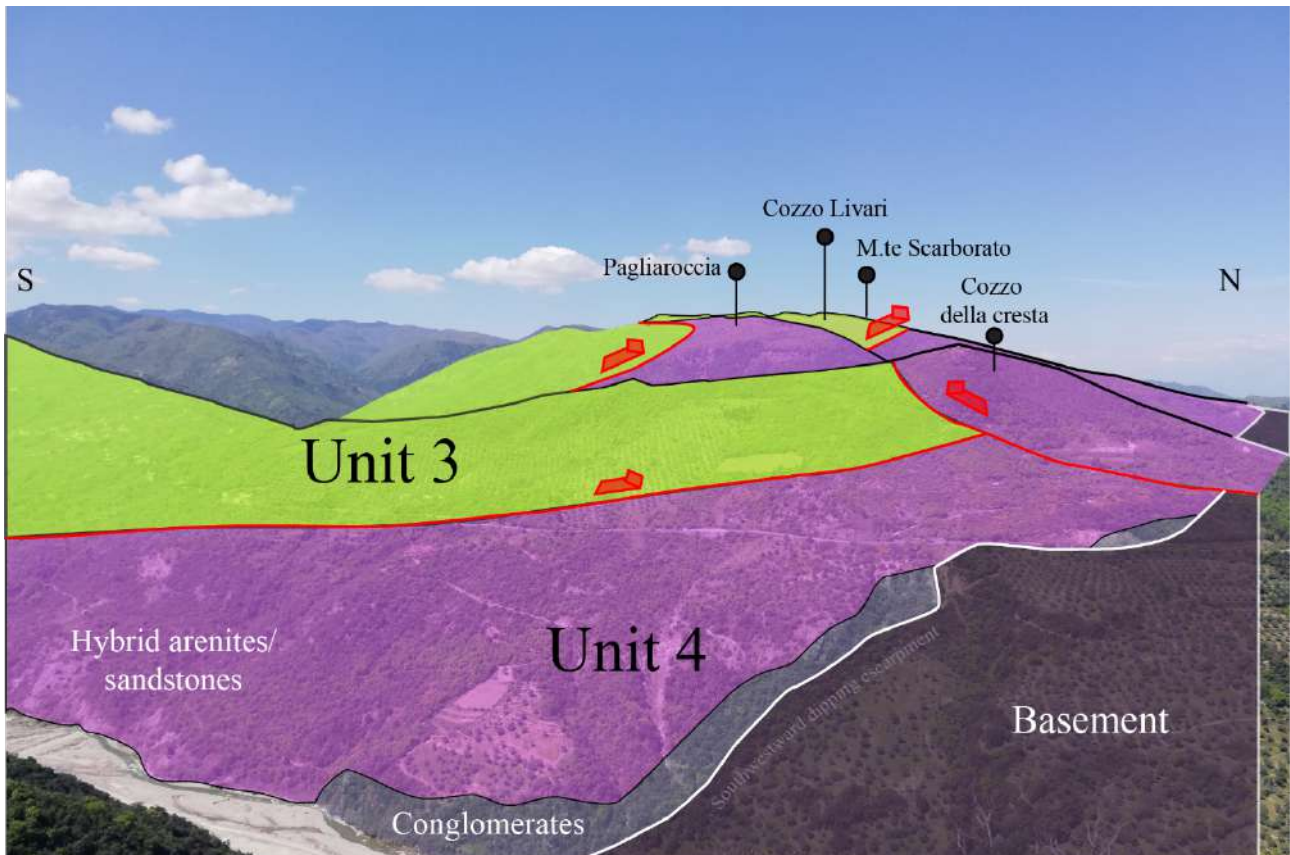 Cozzo Livari
M.te Scarborato
Pagliaroccia
Cozzo
della cresta
S
N
Unit 3
Hybrid arenites/
sandstones
Unit 4
Southwestward dipping escarpment
Basement
Conglomerates